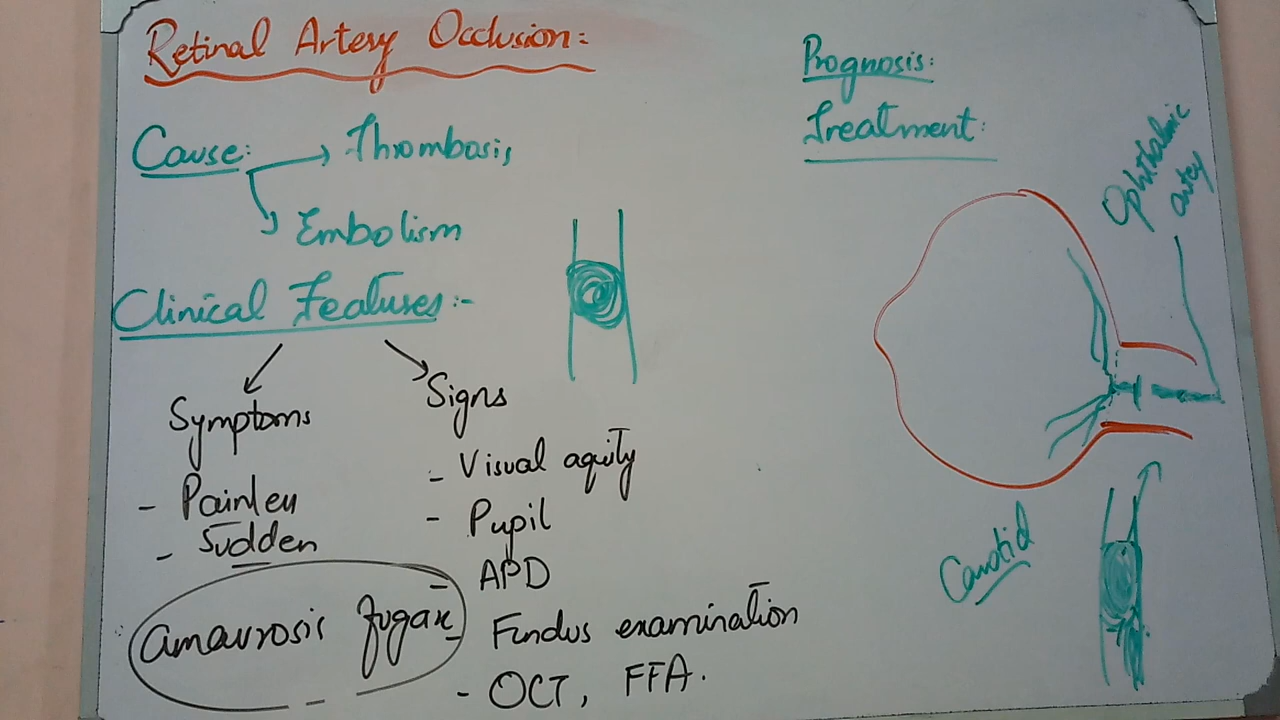 Retinal Artery Occlusion:
Cause: Thrombosis
Embolism
Clinical Features:-
Symptoms
- Painless
- Sudden
amaurosis fugax
Signs
- Visual aquity
- Pupil
- APD
- Fundus examination
- OCT, FFA.
Prognosis:
Treatment:
Ophthalmic
artery
Carotid